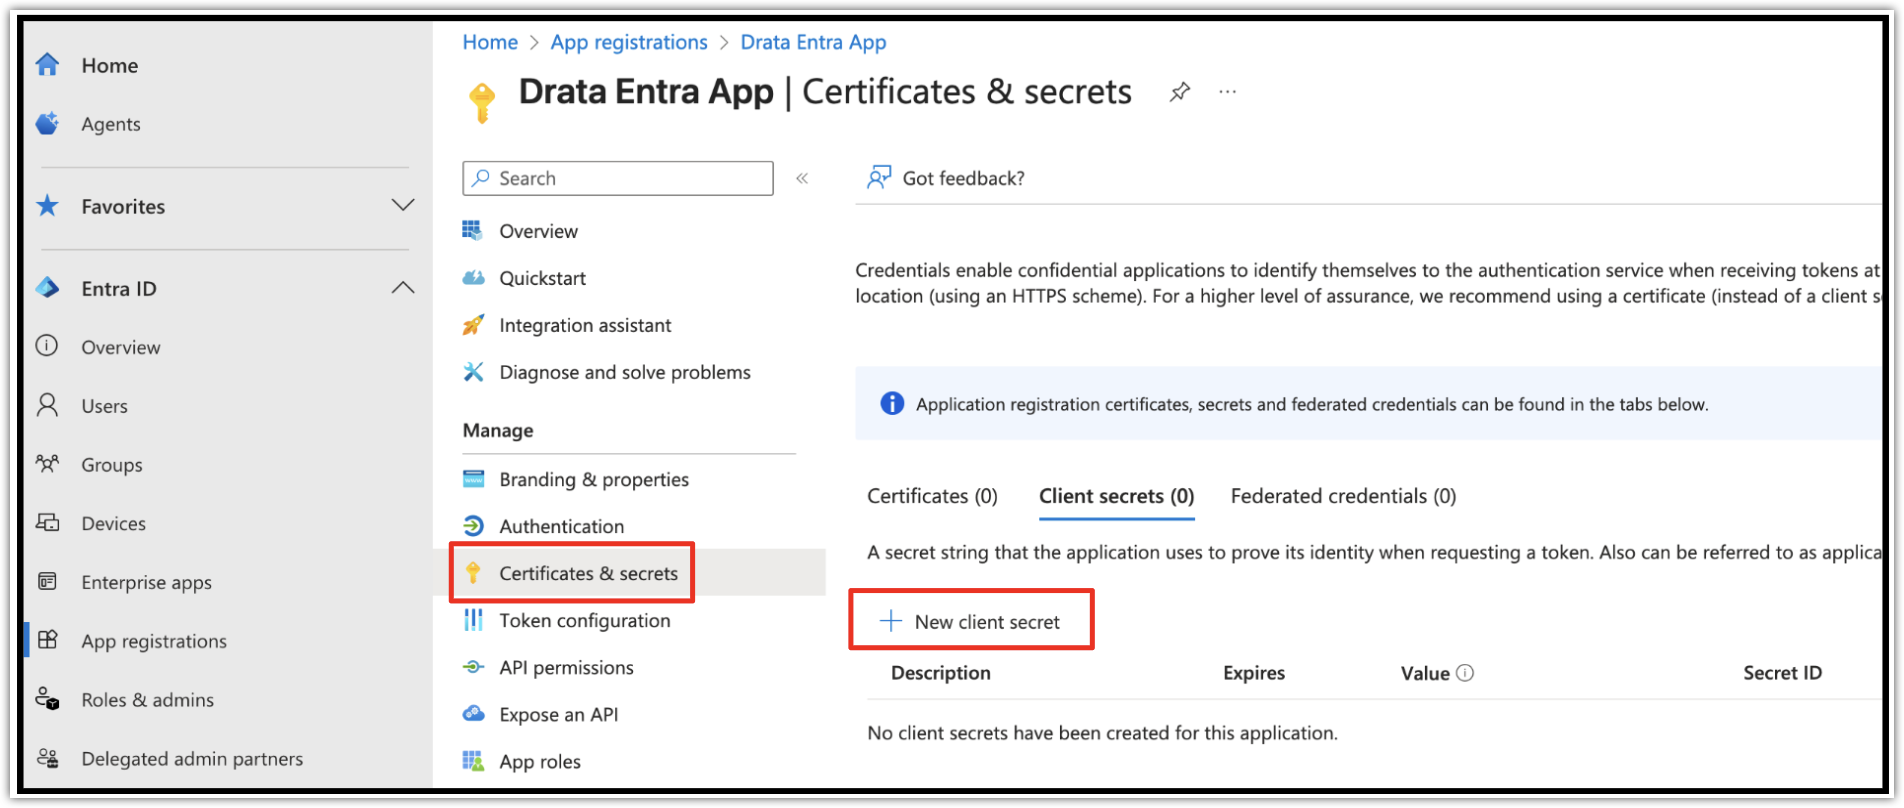 Home
Agents
Favorites
Entra ID
Overview
Users
Groups
Devices
Enterprise apps
App registrations
Roles & admins
Delegated admin partners
Home > App registrations > Drata Entra App
Drata Entra App | Certificates & secrets
Search
Overview
Quickstart
Integration assistant
Diagnose and solve problems
Manage
Branding & properties
Authentication
Certificates & secrets
Token configuration
API permissions
Expose an API
App roles
Got feedback?
Credentials enable confidential applications to identify themselves to the authentication service when receiving tokens at
location (using an HTTPS scheme). For a higher level of assurance, we recommend using a certificate (instead of a client s
Application registration certificates, secrets and federated credentials can be found in the tabs below.
Certificates (0) Client secrets (0) Federated credentials (0)
A secret string that the application uses to prove its identity when requesting a token. Also can be referred to as applica
New client secret
Description Expires Value Secret ID
No client secrets have been created for this application.